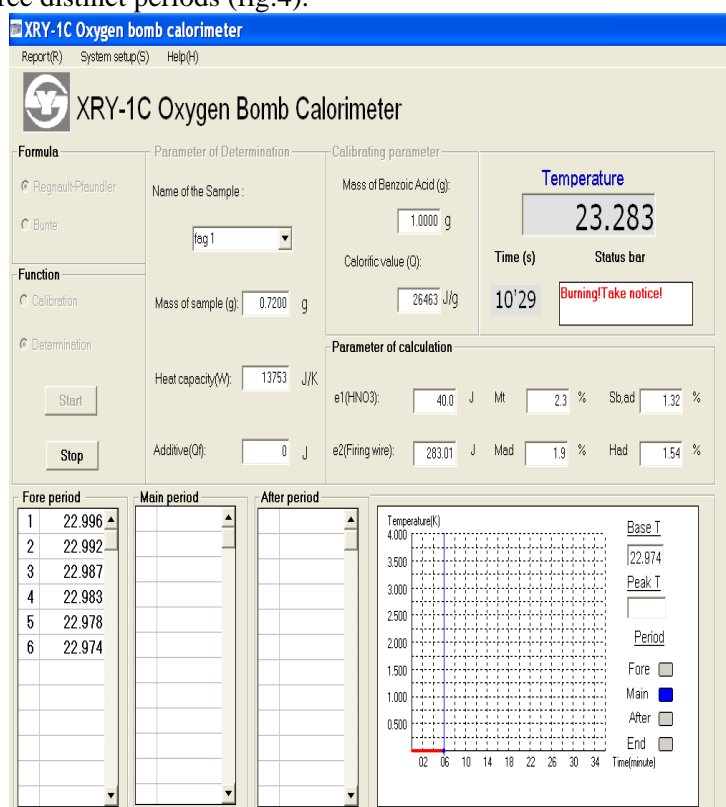 ree distinct periods (fig.4).
XRY-1C Oxygen bomb calorimeter
Report(R) System setup(S) Help(H)
XRY-1C Oxygen Bomb Calorimeter
Formula
Regnault-Pfaundler
Bunte
Function
Calibration
Determination
Start
Stop
Parameter of Determination
Name of the Sample :
fag 1
Mass of sample (g): 0.7200 g
Heat capacity(W): 13753 J/K
Additive(Qf): 0 J
Calibrating parameter
Mass of Benzoic Acid (g):
1.0000 g
Calorific value (Q):
26463 J/g
Temperature
23.283
Time (s) Status bar
10'29 Burning!Take notice!
Parameter of calculation
e1(HNO3): 40.0 J Mt 2.3 % Sb,ad 1.32 %
e2(Firing wire): 283.01 J Mad 1.9 % Had 1.54 %
Fore period
1 22.996
2 22.992
3 22.987
4 22.983
5 22.978
6 22.974
Main period
After period
Temperature(K)
4.000
3.500
3.000
2.500
2.000
1.500
1.000
0.500
02 06 10 14 18 22 26 30 34 Time(minute)
Base T
22.974
Peak T
Period
Fore
Main
After
End